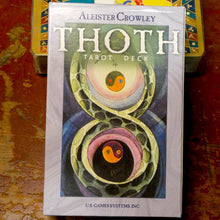 ALEISTER CROWLEY
THOTH
TAROT DECK
U.S. GAMES SYSTEMS, INC.